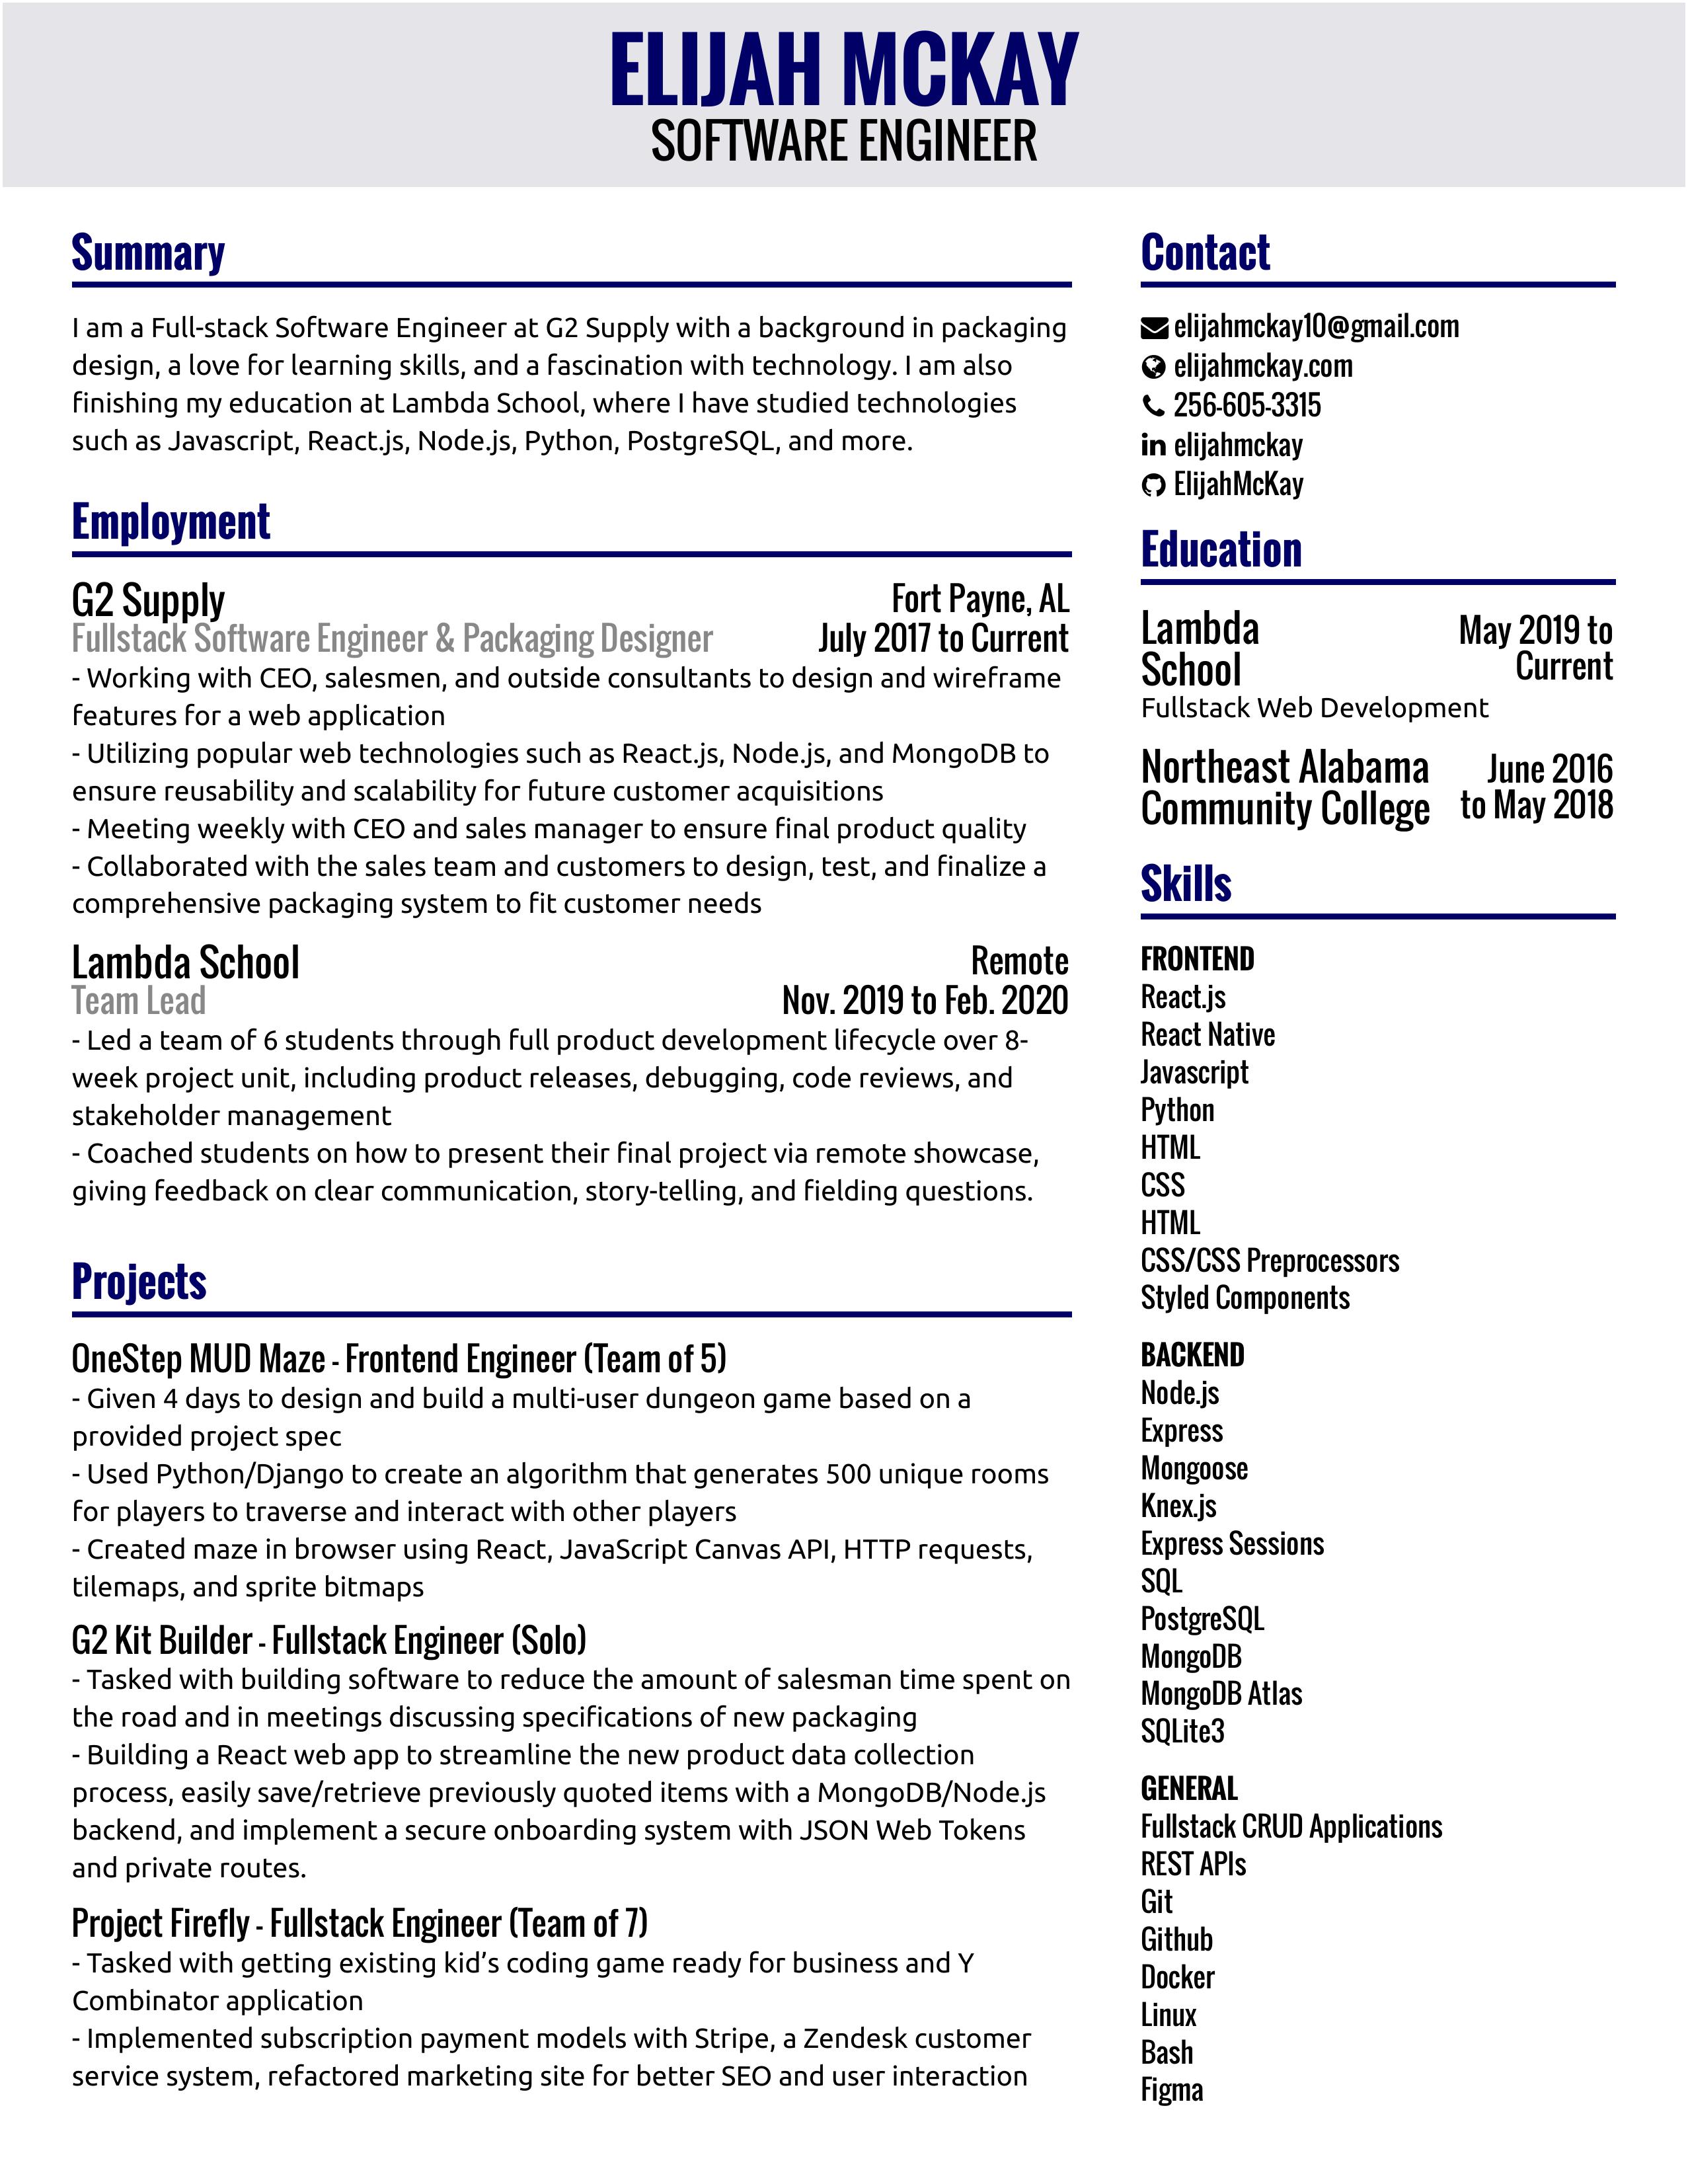 ELIJAH MCKAY
SOFTWARE ENGINEER
Summary
I am a Full-stack Software Engineer at G2 Supply with a background in packaging
design, a love for learning skills, and a fascination with technology. I am also
finishing my education at Lambda School, where I have studied technologies
such as Javascript, React.js, Node.js, Python, PostgreSQL, and more.
Employment
G2 Supply Fort Payne, AL
Fullstack Software Engineer & Packaging Designer July 2017 to Current
- Working with CEO, salesmen, and outside consultants to design and wireframe
features for a web application
- Utilizing popular web technologies such as React.js, Node.js, and MongoDB to
ensure reusability and scalability for future customer acquisitions
- Meeting weekly with CEO and sales manager to ensure final product quality
- Collaborated with the sales team and customers to design, test, and finalize a
comprehensive packaging system to fit customer needs
Lambda School Remote
Team Lead Nov. 2019 to Feb. 2020
- Led a team of 6 students through full product development lifecycle over 8-
week project unit, including product releases, debugging, code reviews, and
stakeholder management
- Coached students on how to present their final project via remote showcase,
giving feedback on clear communication, story-telling, and fielding questions.
Projects
OneStep MUD Maze - Frontend Engineer (Team of 5)
- Given 4 days to design and build a multi-user dungeon game based on a
provided project spec
- Used Python/Django to create an algorithm that generates 500 unique rooms
for players to traverse and interact with other players
- Created maze in browser using React, JavaScript Canvas API, HTTP requests,
tilemaps, and sprite bitmaps
G2 Kit Builder - Fullstack Engineer (Solo)
- Tasked with building software to reduce the amount of salesman time spent on
the road and in meetings discussing specifications of new packaging
- Building a React web app to streamline the new product data collection
process, easily save/retrieve previously quoted items with a MongoDB/Node.js
backend, and implement a secure onboarding system with JSON Web Tokens
and private routes.
Project Firefly - Fullstack Engineer (Team of 7)
- Tasked with getting existing kid’s coding game ready for business and Y
Combinator application
- Implemented subscription payment models with Stripe, a Zendesk customer
service system, refactored marketing site for better SEO and user interaction
Contact
elijahmckay10@gmail.com
elijahmckay.com
256-605-3315
in elijahmckay
ElijahMcKay
Education
Lambda May 2019 to
School Current
Fullstack Web Development
Northeast Alabama June 2016
Community College to May 2018
Skills
FRONTEND
React.js
React Native
Javascript
Python
HTML
CSS
HTML
CSS/CSS Preprocessors
Styled Components
BACKEND
Node.js
Express
Mongoose
Knex.js
Express Sessions
SQL
PostgreSQL
MongoDB
MongoDB Atlas
SQLite3
GENERAL
Fullstack CRUD Applications
REST APIs
Git
Github
Docker
Linux
Bash
Figma